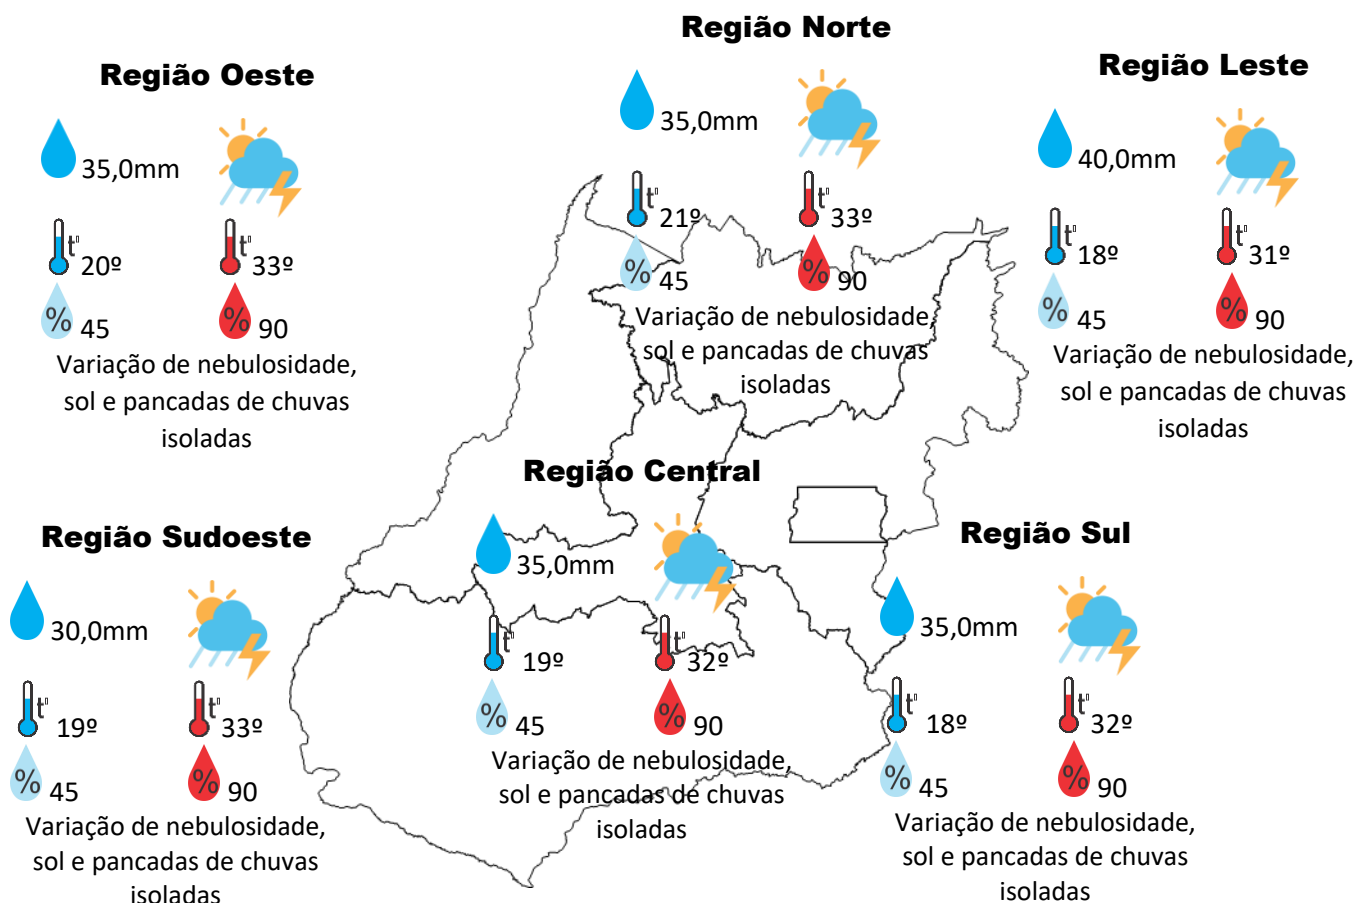 Região Norte
35,0mm
t°
21º
t°
33º
%
45
%
90
Variação de nebulosidade,
sol e pancadas de chuvas
isoladas
Região Oeste
35,0mm
t°
20º
t°
33º
%
45
%
90
Variação de nebulosidade,
sol e pancadas de chuvas
isoladas
Região Leste
40,0mm
t°
18º
t°
31º
%
45
%
90
Variação de nebulosidade,
sol e pancadas de chuvas
isoladas
Região Central
35,0mm
t°
19º
t°
32º
%
45
%
90
Variação de nebulosidade,
sol e pancadas de chuvas
isoladas
Região Sudoeste
30,0mm
t°
19º
t°
33º
%
45
%
90
Variação de nebulosidade,
sol e pancadas de chuvas
isoladas
Região Sul
35,0mm
t°
18º
t°
32º
%
45
%
90
Variação de nebulosidade,
sol e pancadas de chuvas
isoladas